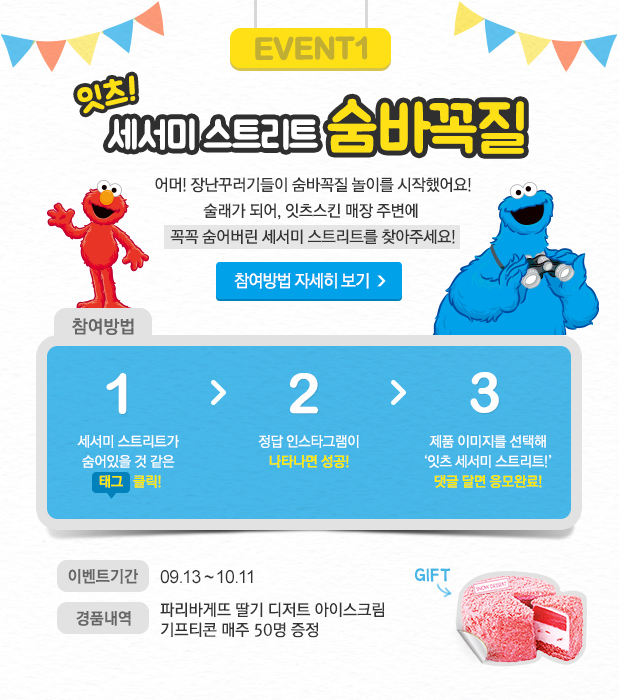 EVENT1
잇츠!
세서미 스트리트 숨바꼭질
어머! 장난꾸러기들이 숨바꼭질 놀이를 시작했어요!
술래가 되어, 잇츠스킨 매장 주변에
꼭꼭 숨어버린 세서미 스트리트를 찾아주세요!
참여방법 자세히 보기 >
참여방법
1 > 2 > 3
세서미 스트리트가
숨어있을 것 같은
태그 클릭!
정답 인스타그램이
나타나면 성공!
제품 이미지를 선택해
‘잇츠 세서미 스트리트!’
댓글 달면 응모완료!
이벤트기간 09.13 ~ 10.11
경품내역 파리바게뜨 딸기 디저트 아이스크림
기프티콘 매주 50명 증정
GIFT
SNOW DESSERT